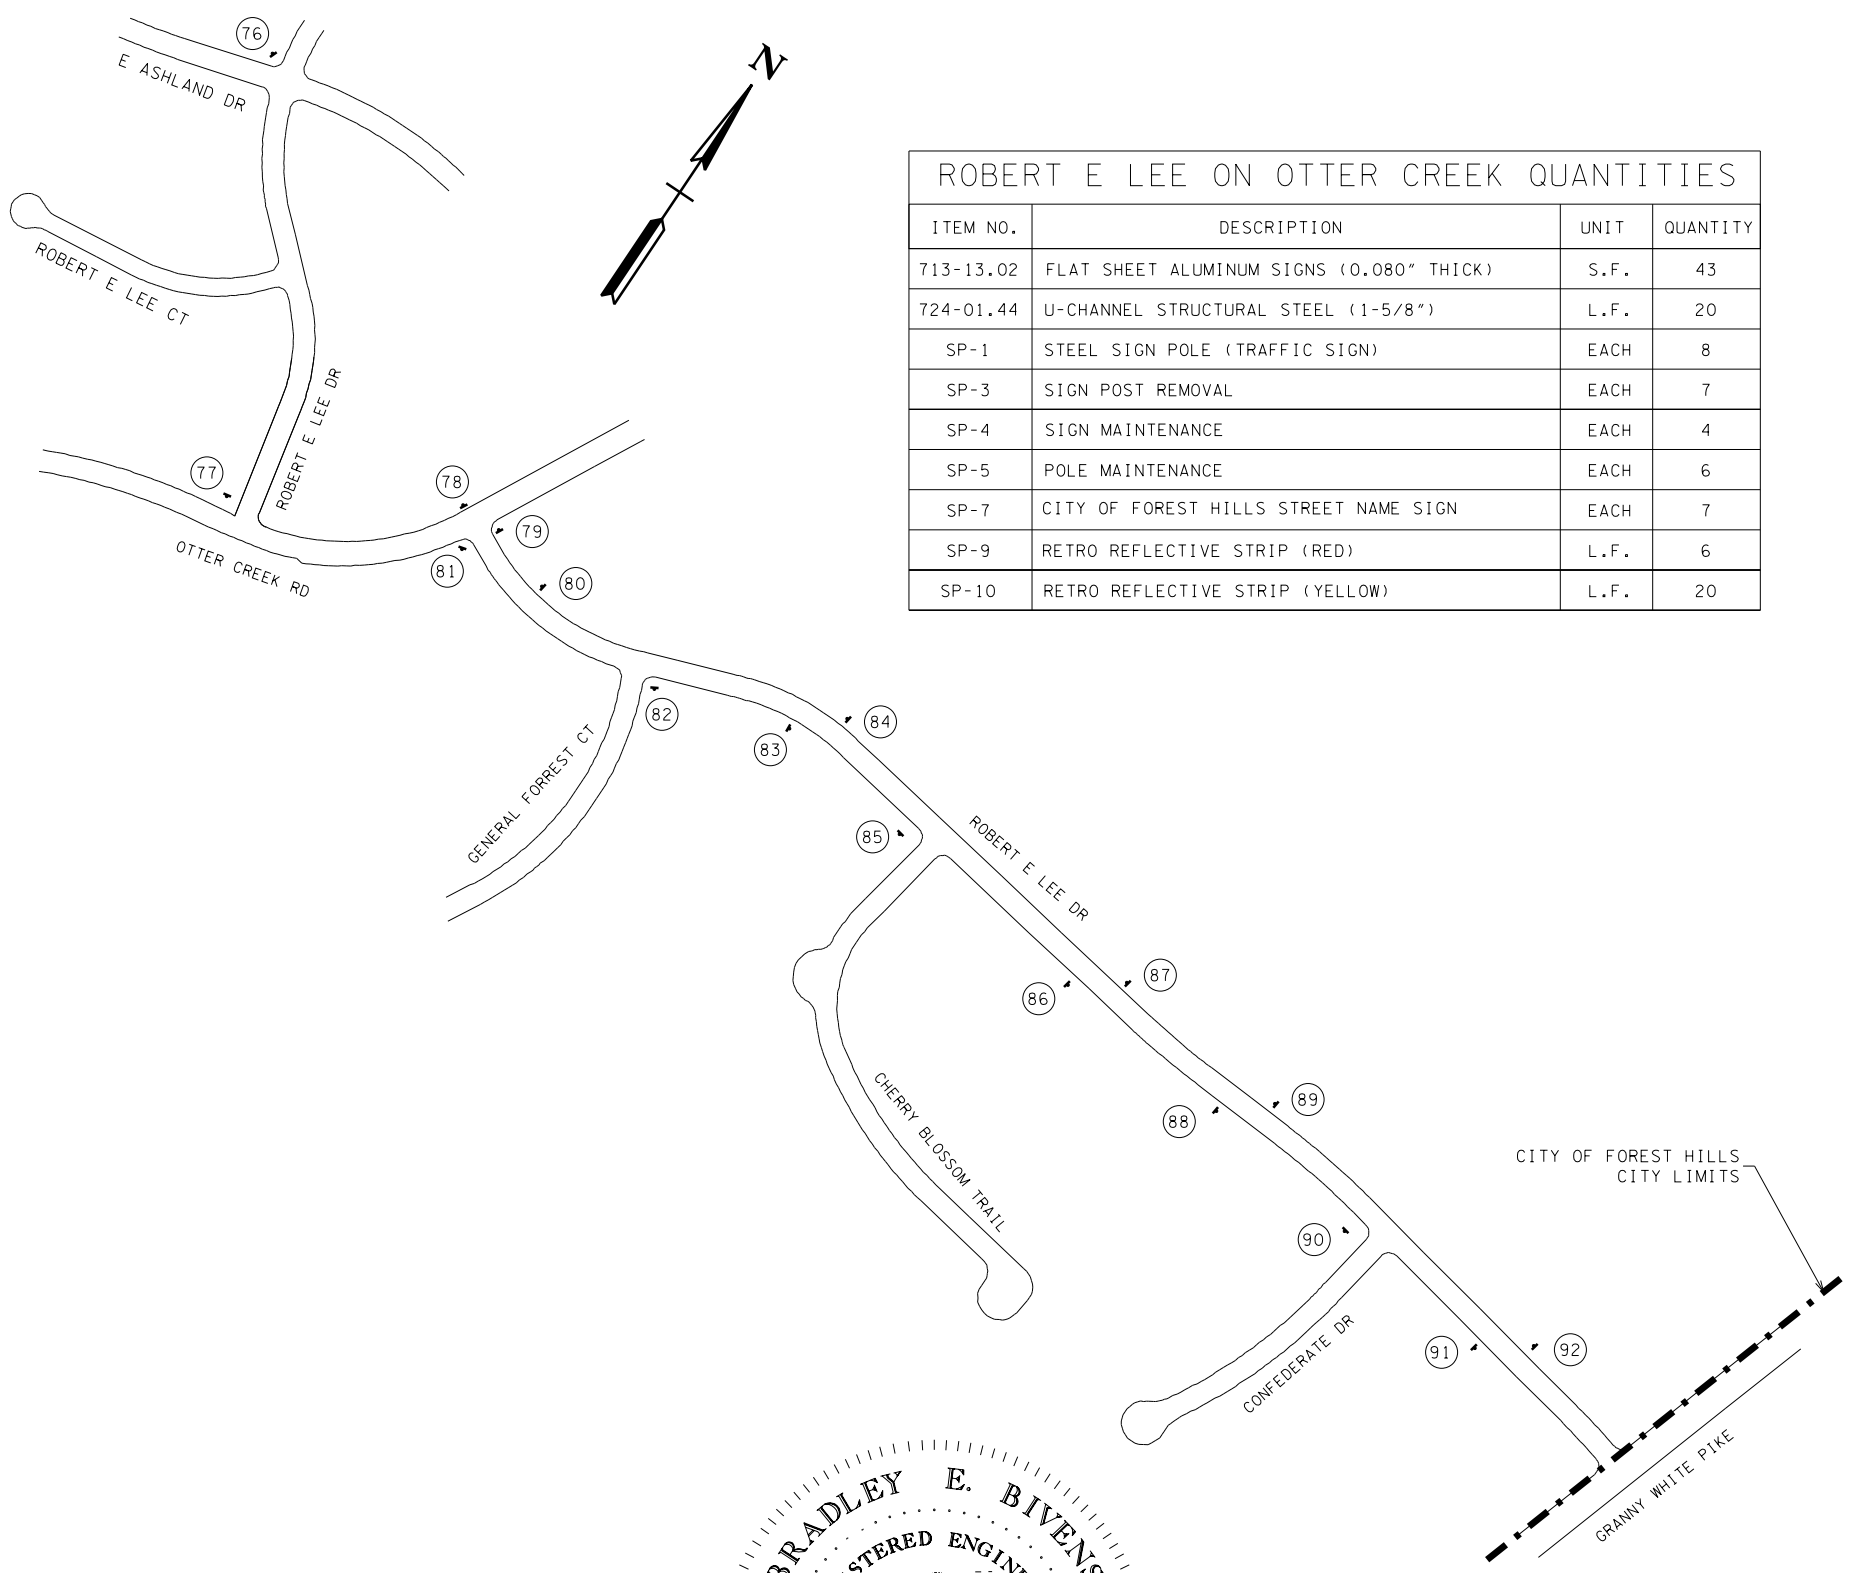 76
E ASHLAND DR
N
ROBERT E LEE CT
ROBERT E LEE DR
77
OTTER CREEK RD
78
79
80
81
82
83
84
GENERAL FORREST CT
85
ROBERT E LEE DR
86
87
CHERRY BLOSSOM TRAIL
88
89
90
CONFEDERATE DR
91
92
CITY OF FOREST HILLS
CITY LIMITS
GRANNY WHITE PIKE
ROBERT E LEE ON OTTER CREEK QUANTITIES
ITEM NO. DESCRIPTION UNIT QUANTITY
713-13.02 FLAT SHEET ALUMINUM SIGNS (0.080" THICK) S.F. 43
724-01.44 U-CHANNEL STRUCTURAL STEEL (1-5/8") L.F. 20
SP-1 STEEL SIGN POLE (TRAFFIC SIGN) EACH 8
SP-3 SIGN POST REMOVAL EACH 7
SP-4 SIGN MAINTENANCE EACH 4
SP-5 POLE MAINTENANCE EACH 6
SP-7 CITY OF FOREST HILLS STREET NAME SIGN EACH 7
SP-9 RETRO REFLECTIVE STRIP (RED) L.F. 6
SP-10 RETRO REFLECTIVE STRIP (YELLOW) L.F. 20
BRADLEY E. BIVENS